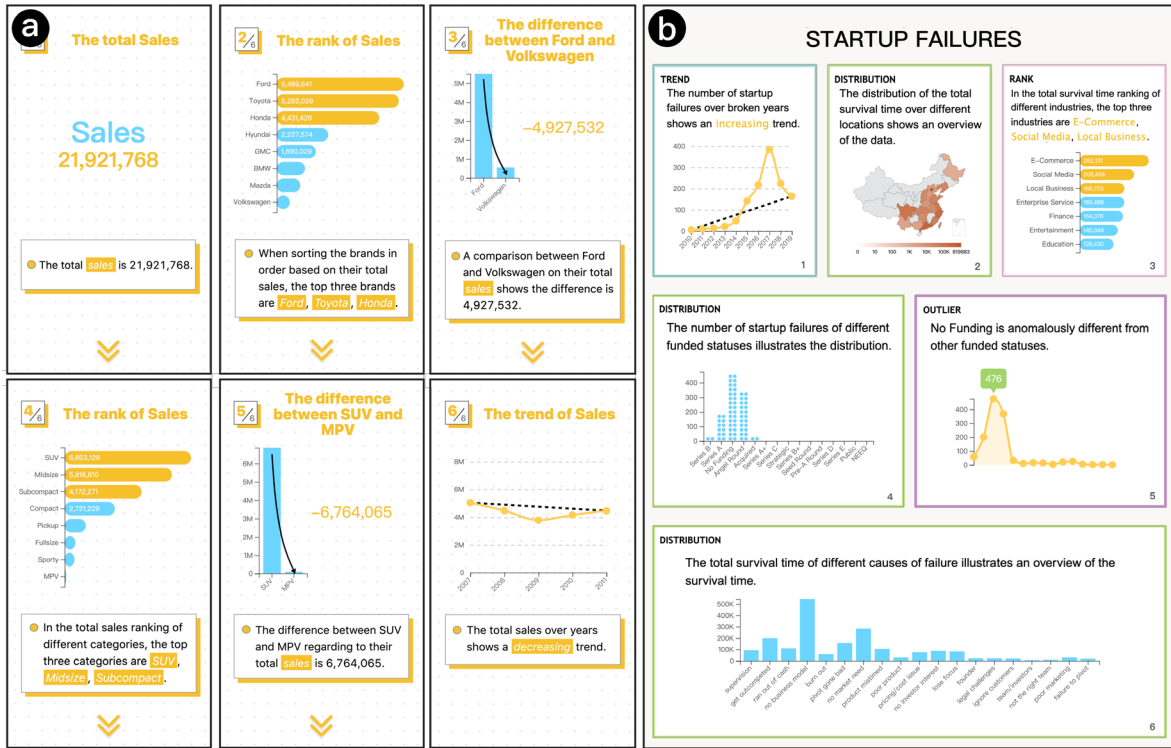 a
The total Sales
Sales
21,921,768
The total sales is 21,921,768.
2/6
The rank of Sales
Ford
5,489,641
Toyota
5,282,029
Honda
4,431,426
Hyundai
2,227,574
GMC
1,690,029
BMW
Mazda
Volkswagen
When sorting the brands in
order based on their total
sales, the top three brands
are Ford, Toyota, Honda.
3/6
The difference
between Ford and
Volkswagen
5M
4M
3M
2M
1M
0
Ford
Volkswagen
−4,927,532
A comparison between Ford
and Volkswagen on their total
sales shows the difference is
4,927,532.
4/6
The rank of Sales
SUV
6,853,129
Midsize
5,816,810
Subcompact
4,172,271
Compact
2,721,229
Pickup
Fullsize
Sporty
MPV
In the total sales ranking of
different categories, the top
three categories are SUV,
Midsize, Subcompact.
5/6
The difference
between SUV and
MPV
6M
5M
4M
3M
2M
1M
0
SUV
MPV
−6,764,065
The difference between SUV
and MPV regarding to their
total sales is 6,764,065.
6/6
The trend of Sales
8M
6M
4M
2M
0
2007
2008
2009
2010
2011
The total sales over years
shows a decreasing trend.
b
STARTUP FAILURES
TREND
The number of startup
failures over broken years
shows an increasing trend.
400
300
200
100
0
2010
2011
2012
2013
2014
2015
2016
2017
2018
2019
1
DISTRIBUTION
The distribution of the total
survival time over different
locations shows an overview
of the data.
0 10 100 1K 10K 100K 819883
2
RANK
In the total survival time ranking of
different industries, the top three
industries are E-Commerce,
Social Media, Local Business.
E-Commerce
262,131
Social Media
206,459
Local Business
Enterprise Service
Finance
Entertainment
Education
3
DISTRIBUTION
The number of startup failures of different
funded statuses illustrates the distribution.
400
300
200
100
0
Series B
Series A
No Funding
Angel Round
Acquired
Series A+
Series C
Strategic
Series B+
Seed Round
Pre-A Round
Series D
Series E
Public
NEEQ
4
OUTLIER
No Funding is anomalously different from
other funded statuses.
476
400
300
200
100
0
5
DISTRIBUTION
The total survival time of different causes of failure illustrates an overview of the
survival time.
500K
400K
300K
200K
100K
0
supervision
get outcompeted
ran out of cash
no business model
burn out
pivot gone bad
no market need
product mistimed
poor product
pricing/cost issue
no investor interest
lose focus
founder
legal challenges
ignore customers
team/investors
not the right team
poor marketing
failure to pivot
6